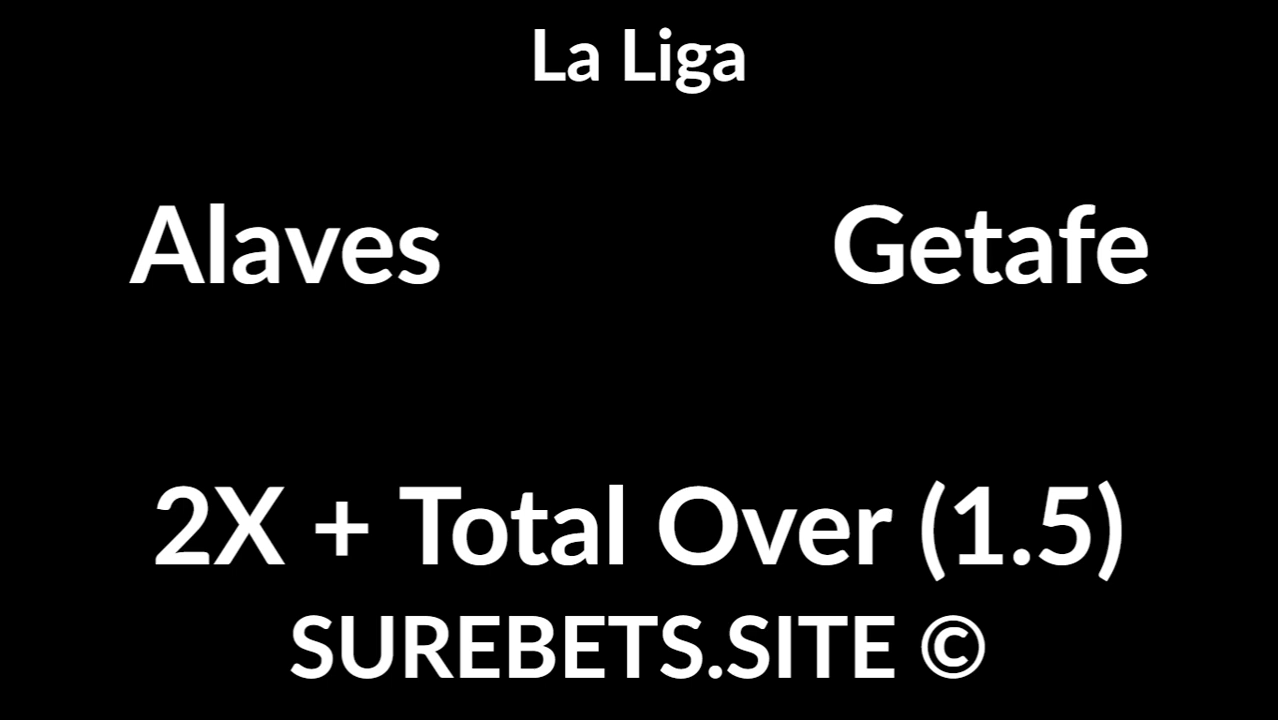 La Liga
Alaves Getafe
2X + Total Over (1.5)
SUREBETS.SITE ©